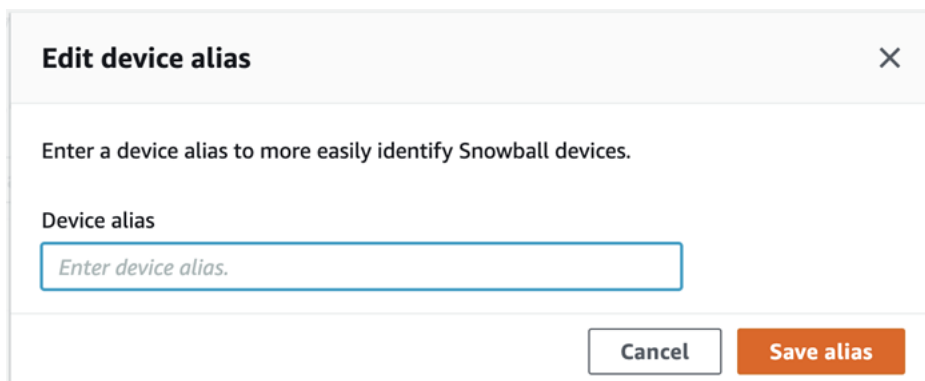 Edit device alias
Enter a device alias to more easily identify Snowball devices.
Device alias
Enter device alias.
Cancel
Save alias